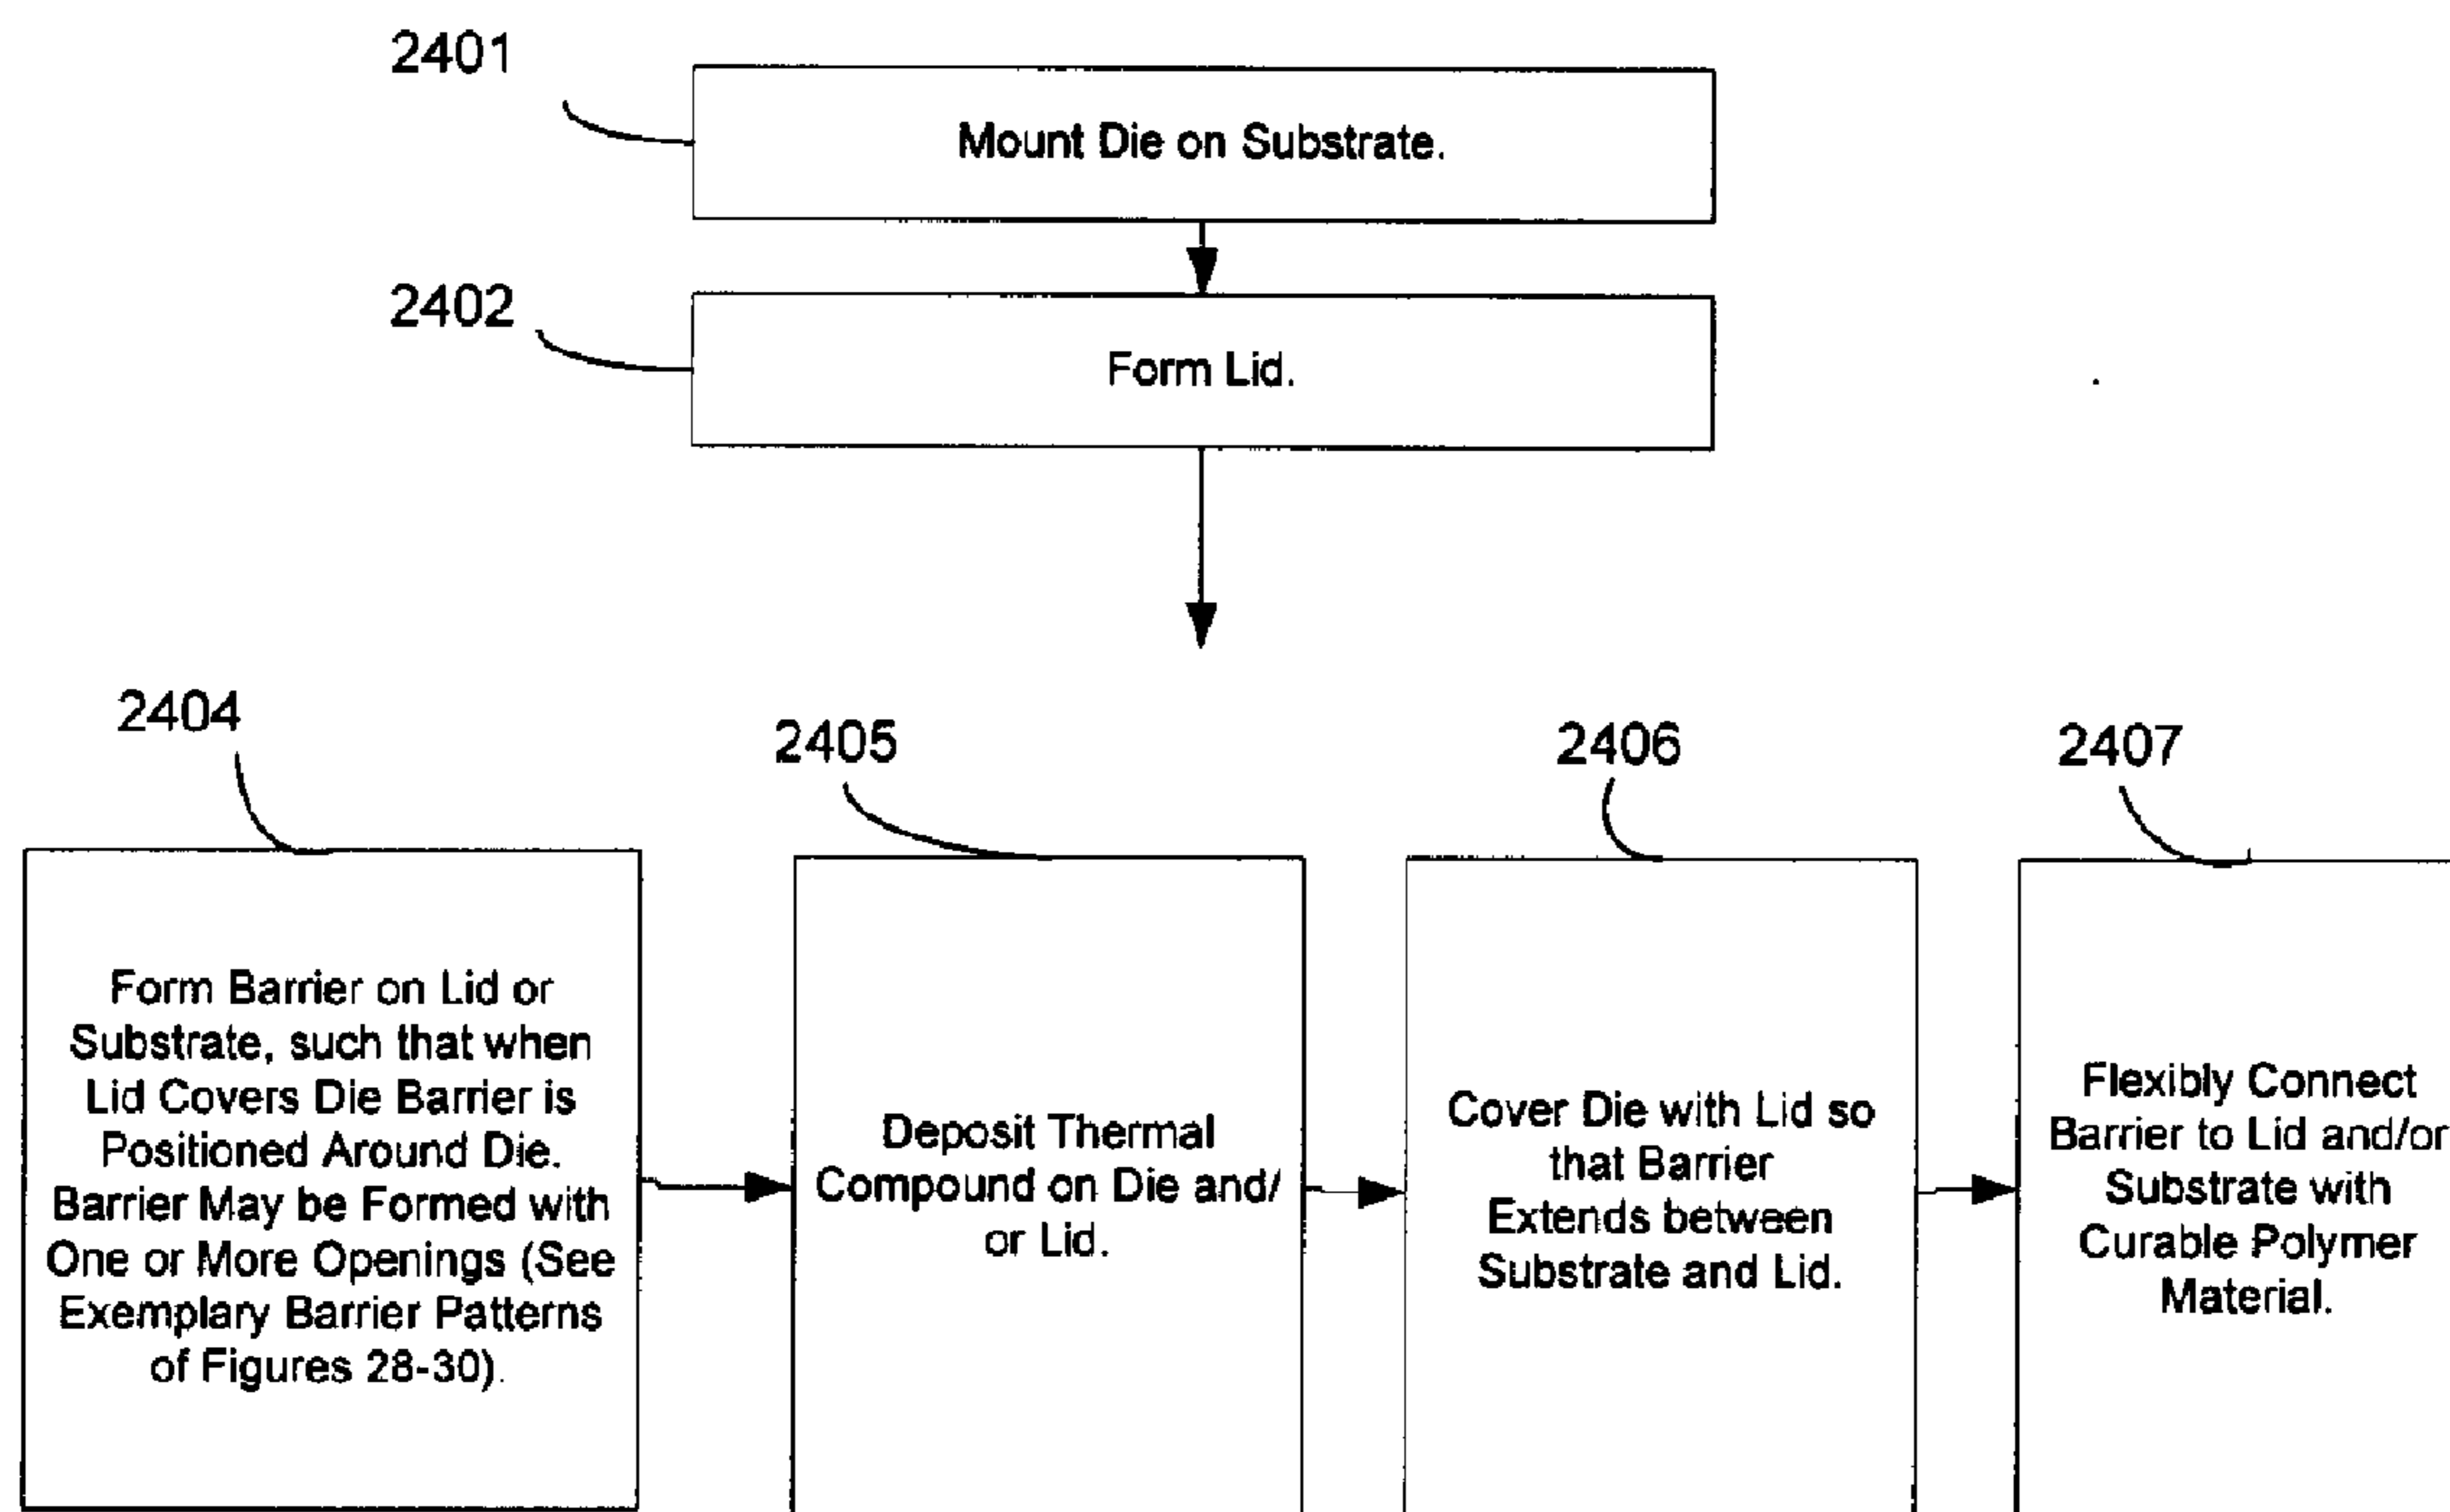 2401
Mount Die on Substrate.
2402
Form Lid.
2404
Form Barrier on Lid or
Substrate, such that when
Lid Covers Die Barrier is
Positioned Around Die.
Barrier May be Formed with
One or More Openings (See
Exemplary Barrier Patterns
of Figures 28-30).
2405
Deposit Thermal
Compound on Die and/
or Lid.
2406
Cover Die with Lid so
that Barrier
Extends between
Substrate and Lid.
2407
Flexibly Connect
Barrier to Lid and/or
Substrate with
Curable Polymer
Material.